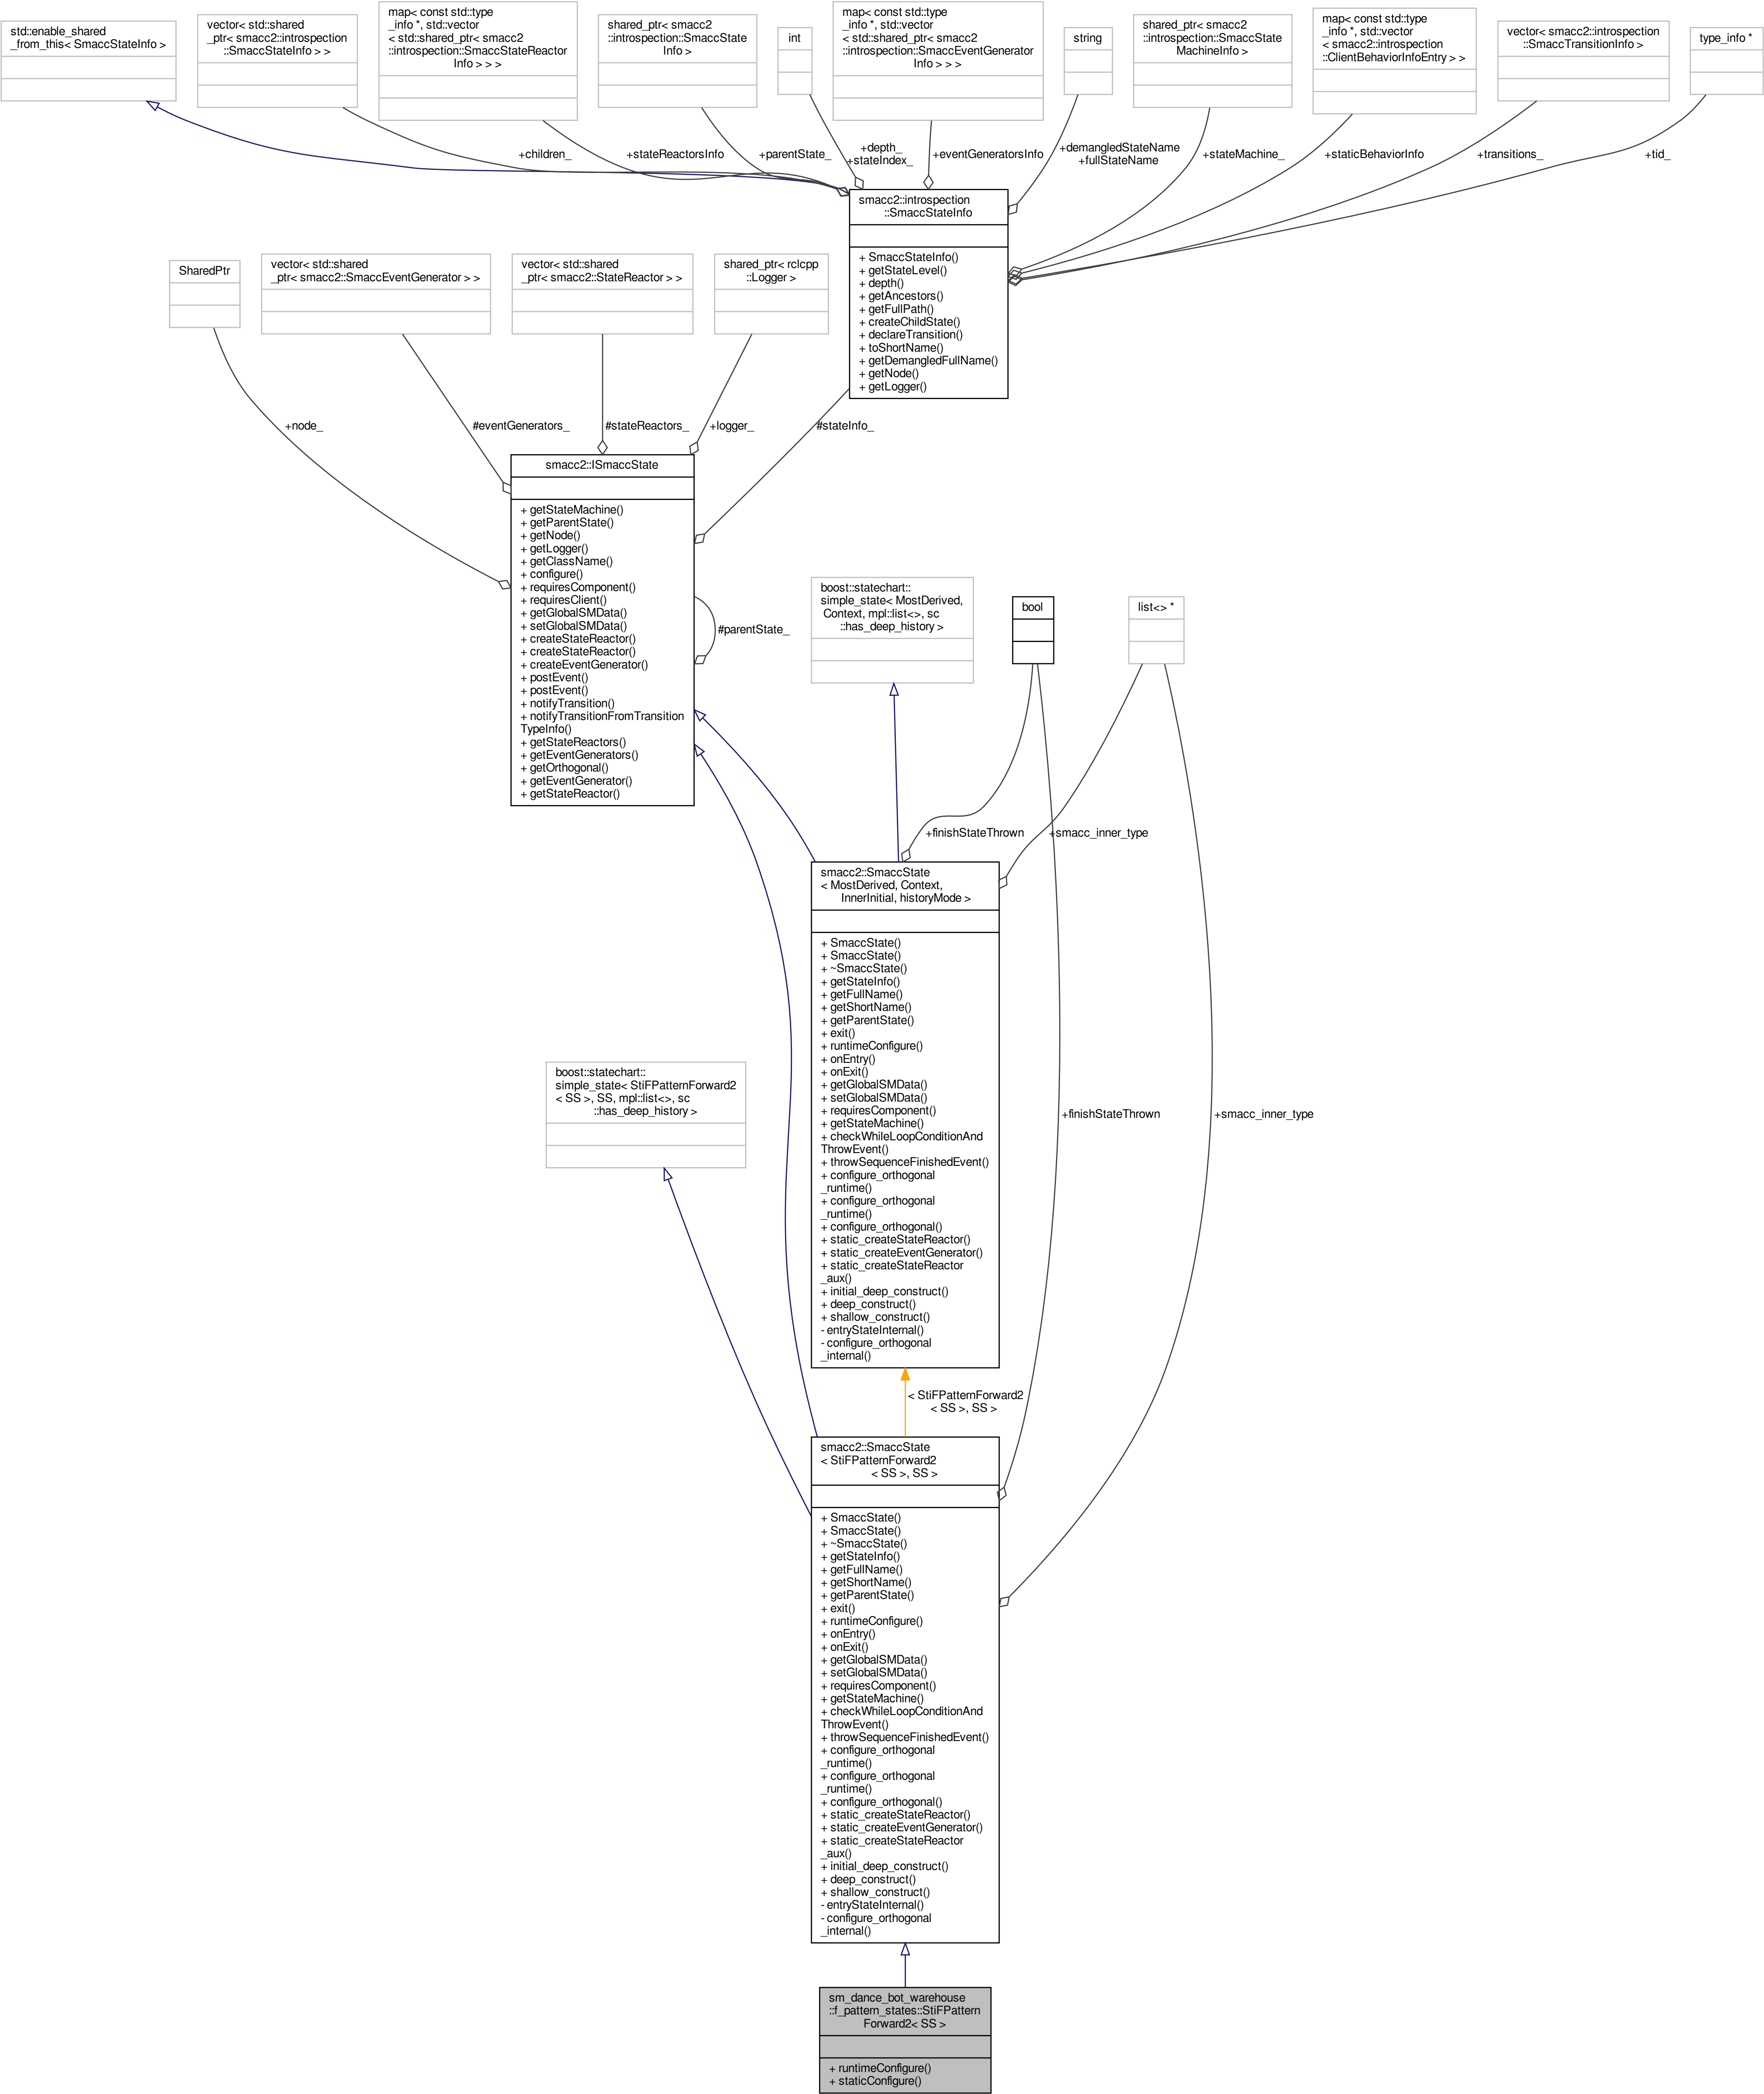 std::enable_shared
_from_this< SmaccStateInfo >
vector< std::shared
_ptr< smacc2::introspection
::SmaccStateInfo > >
map< const std::type
_info *, std::vector
< std::shared_ptr< smacc2
::introspection::SmaccStateReactor
Info > > >
shared_ptr< smacc2
::introspection::SmaccState
Info >
int
map< const std::type
_info *, std::vector
< std::shared_ptr< smacc2
::introspection::SmaccEventGenerator
Info > > >
string
shared_ptr< smacc2
::introspection::SmaccState
MachineInfo >
map< const std::type
_info *, std::vector
< smacc2::introspection
::ClientBehaviorInfoEntry > >
vector< smacc2::introspection
::SmaccTransitionInfo >
type_info *
+children_
+stateReactorsInfo
+parentState_
+depth_
+stateIndex_
+eventGeneratorsInfo
+demangledStateName
+fullStateName
+stateMachine_
+staticBehaviorInfo
+transitions_
+tid_
smacc2::introspection
::SmaccStateInfo
+ SmaccStateInfo()
+ getStateLevel()
+ depth()
+ getAncestors()
+ getFullPath()
+ createChildState()
+ declareTransition()
+ toShortName()
+ getDemangledFullName()
+ getNode()
+ getLogger()
SharedPtr
vector< std::shared
_ptr< smacc2::SmaccEventGenerator > >
vector< std::shared
_ptr< smacc2::StateReactor > >
shared_ptr< rclcpp
::Logger >
+node_
#eventGenerators_
#stateReactors_
+logger_
#stateInfo_
smacc2::ISmaccState
+ getStateMachine()
+ getParentState()
+ getNode()
+ getLogger()
+ getClassName()
+ configure()
+ requiresComponent()
+ requiresClient()
+ getGlobalSMData()
+ setGlobalSMData()
+ createStateReactor()
+ createStateReactor()
+ createEventGenerator()
+ postEvent()
+ postEvent()
+ notifyTransition()
+ notifyTransitionFromTransition
TypeInfo()
+ getStateReactors()
+ getEventGenerators()
+ getOrthogonal()
+ getEventGenerator()
+ getStateReactor()
#parentState_
boost::statechart::
simple_state< MostDerived,
Context, mpl::list<>, sc
::has_deep_history >
bool
list<> *
+finishStateThrown
+smacc_inner_type
smacc2::SmaccState
< MostDerived, Context,
InnerInitial, historyMode >
+ SmaccState()
+ SmaccState()
+ ~SmaccState()
+ getStateInfo()
+ getFullName()
+ getShortName()
+ getParentState()
+ exit()
+ runtimeConfigure()
+ onEntry()
+ onExit()
+ getGlobalSMData()
+ setGlobalSMData()
+ requiresComponent()
+ getStateMachine()
+ checkWhileLoopConditionAnd
ThrowEvent()
+ throwSequenceFinishedEvent()
+ configure_orthogonal
_runtime()
+ configure_orthogonal
_runtime()
+ configure_orthogonal()
+ static_createStateReactor()
+ static_createEventGenerator()
+ static_createStateReactor
_aux()
+ initial_deep_construct()
+ deep_construct()
+ shallow_construct()
- entryStateInternal()
- configure_orthogonal
_internal()
boost::statechart::
simple_state< StiFPatternForward2
< SS >, SS, mpl::list<>, sc
::has_deep_history >
+finishStateThrown
+smacc_inner_type
< StiFPatternForward2
< SS >, SS >
smacc2::SmaccState
< StiFPatternForward2
< SS >, SS >
+ SmaccState()
+ SmaccState()
+ ~SmaccState()
+ getStateInfo()
+ getFullName()
+ getShortName()
+ getParentState()
+ exit()
+ runtimeConfigure()
+ onEntry()
+ onExit()
+ getGlobalSMData()
+ setGlobalSMData()
+ requiresComponent()
+ getStateMachine()
+ checkWhileLoopConditionAnd
ThrowEvent()
+ throwSequenceFinishedEvent()
+ configure_orthogonal
_runtime()
+ configure_orthogonal
_runtime()
+ configure_orthogonal()
+ static_createStateReactor()
+ static_createEventGenerator()
+ static_createStateReactor
_aux()
+ initial_deep_construct()
+ deep_construct()
+ shallow_construct()
- entryStateInternal()
- configure_orthogonal
_internal()
sm_dance_bot_warehouse
::f_pattern_states::StiFPattern
Forward2< SS >
+ runtimeConfigure()
+ staticConfigure()